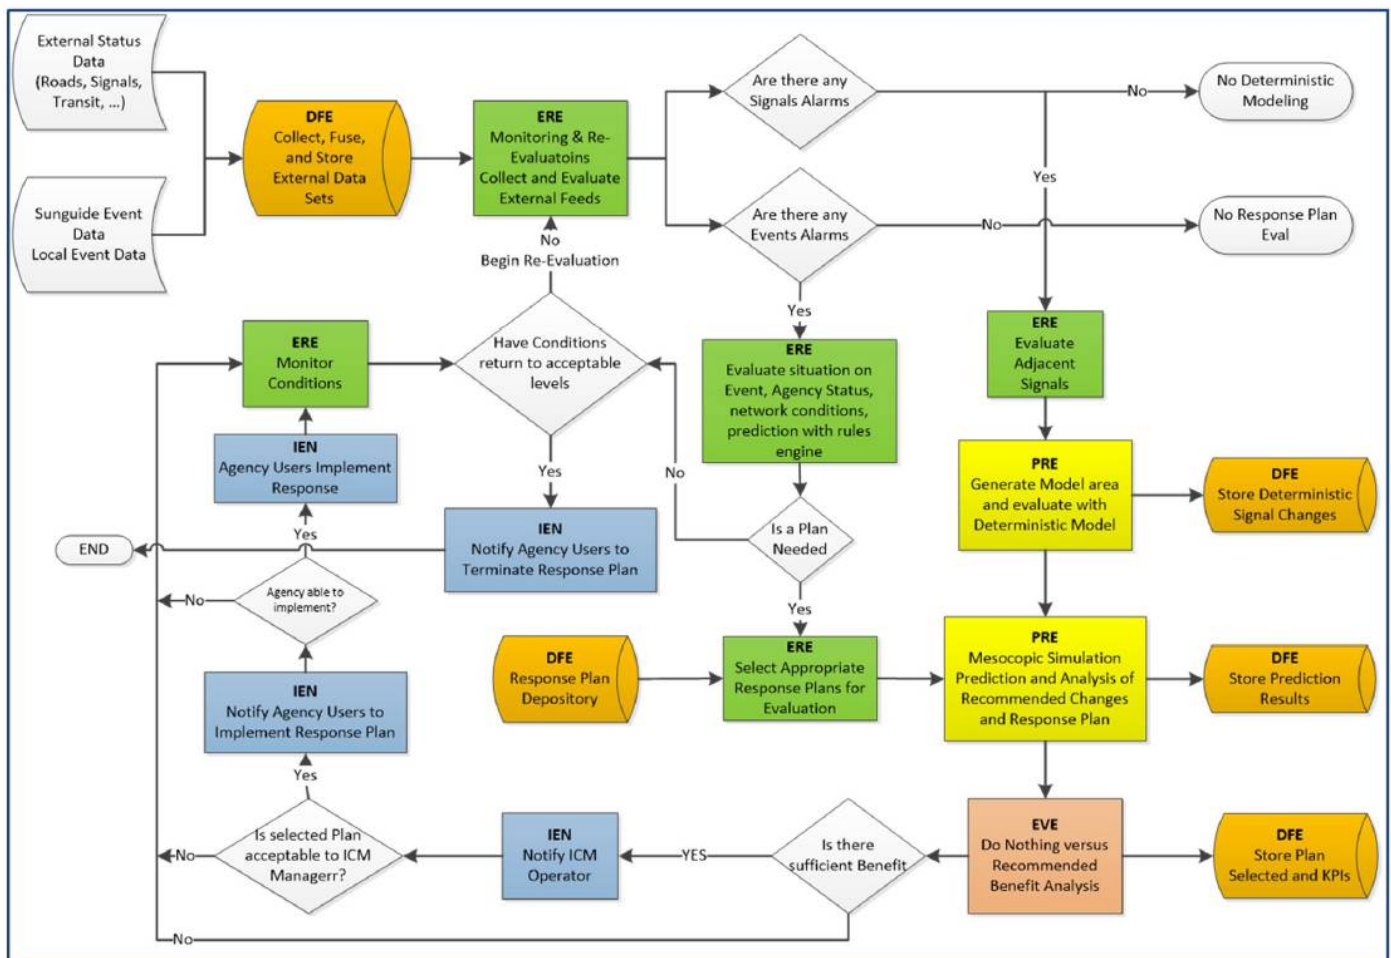 External Status
Data
(Roads, Signals,
Transit, ...)
Sunguide Event
Data
Local Event Data
DFE
Collect, Fuse,
and Store
External Data
Sets
ERE
Monitoring & Re-
Evaluatoins
Collect and Evaluate
External Feeds
Are there any
Signals Alarms
No
No Deterministic
Modeling
Yes
Are there any
Events Alarms
No
No Response Plan
Eval
Yes
No
Begin Re-Evaluation
ERE
Monitor
Conditions
Have Conditions
return to acceptable
levels
ERE
Evaluate situation on
Event, Agency Status,
network conditions,
prediction with rules
engine
ERE
Evaluate
Adjacent
Signals
IEN
Agency Users Implement
Response
Yes
No
PRE
Generate Model area
and evaluate with
Deterministic Model
DFE
Store Deterministic
Signal Changes
Yes
END
IEN
Notify Agency Users to
Terminate Response Plan
Is a Plan
Needed
Agency able to
implement?
No
Yes
IEN
Notify Agency Users to
Implement Response Plan
DFE
Response Plan
Depository
ERE
Select Appropriate
Response Plans for
Evaluation
PRE
Mesocopic Simulation
Prediction and Analysis of
Recommended Changes
and Response Plan
DFE
Store Prediction
Results
Yes
Is selected Plan
acceptable to ICM
Managerr?
No
IEN
Notify ICM
Operator
YES
Is there
sufficient Benefit
EVE
Do Nothing versus
Recommended
Benefit Analysis
DFE
Store Plan
Selected and KPIs
No